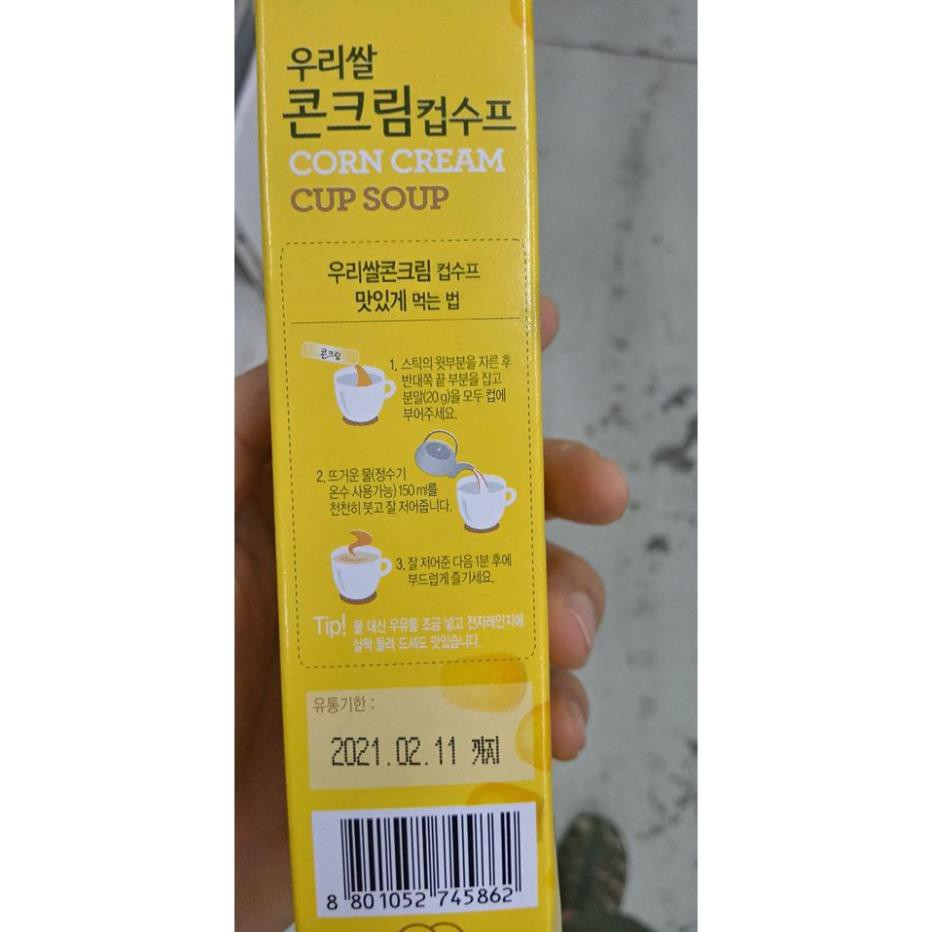 우리쌀
콘크림컵수프
CORN CREAM
CUP SOUP
우리쌀콘크림 컵수프
맛있게 먹는 법
콘크림
1. 스틱의 윗부분을 자른 후
반대쪽 끝 부분을 잡고
분말(20 g)을 모두 컵에
부어주세요.
2. 뜨거운 물(정수기
온수 사용가능) 150 ml를
천천히 붓고 잘 저어줍니다.
3. 잘 저어준 다음 1분 후에
부드럽게 즐기세요.
Tip! 물 대신 우유를 조금 넣고 전자레인지에
살짝 돌려 드셔도 맛있습니다.
유통기한 :
2021.02.11 까지
8 801052 745862